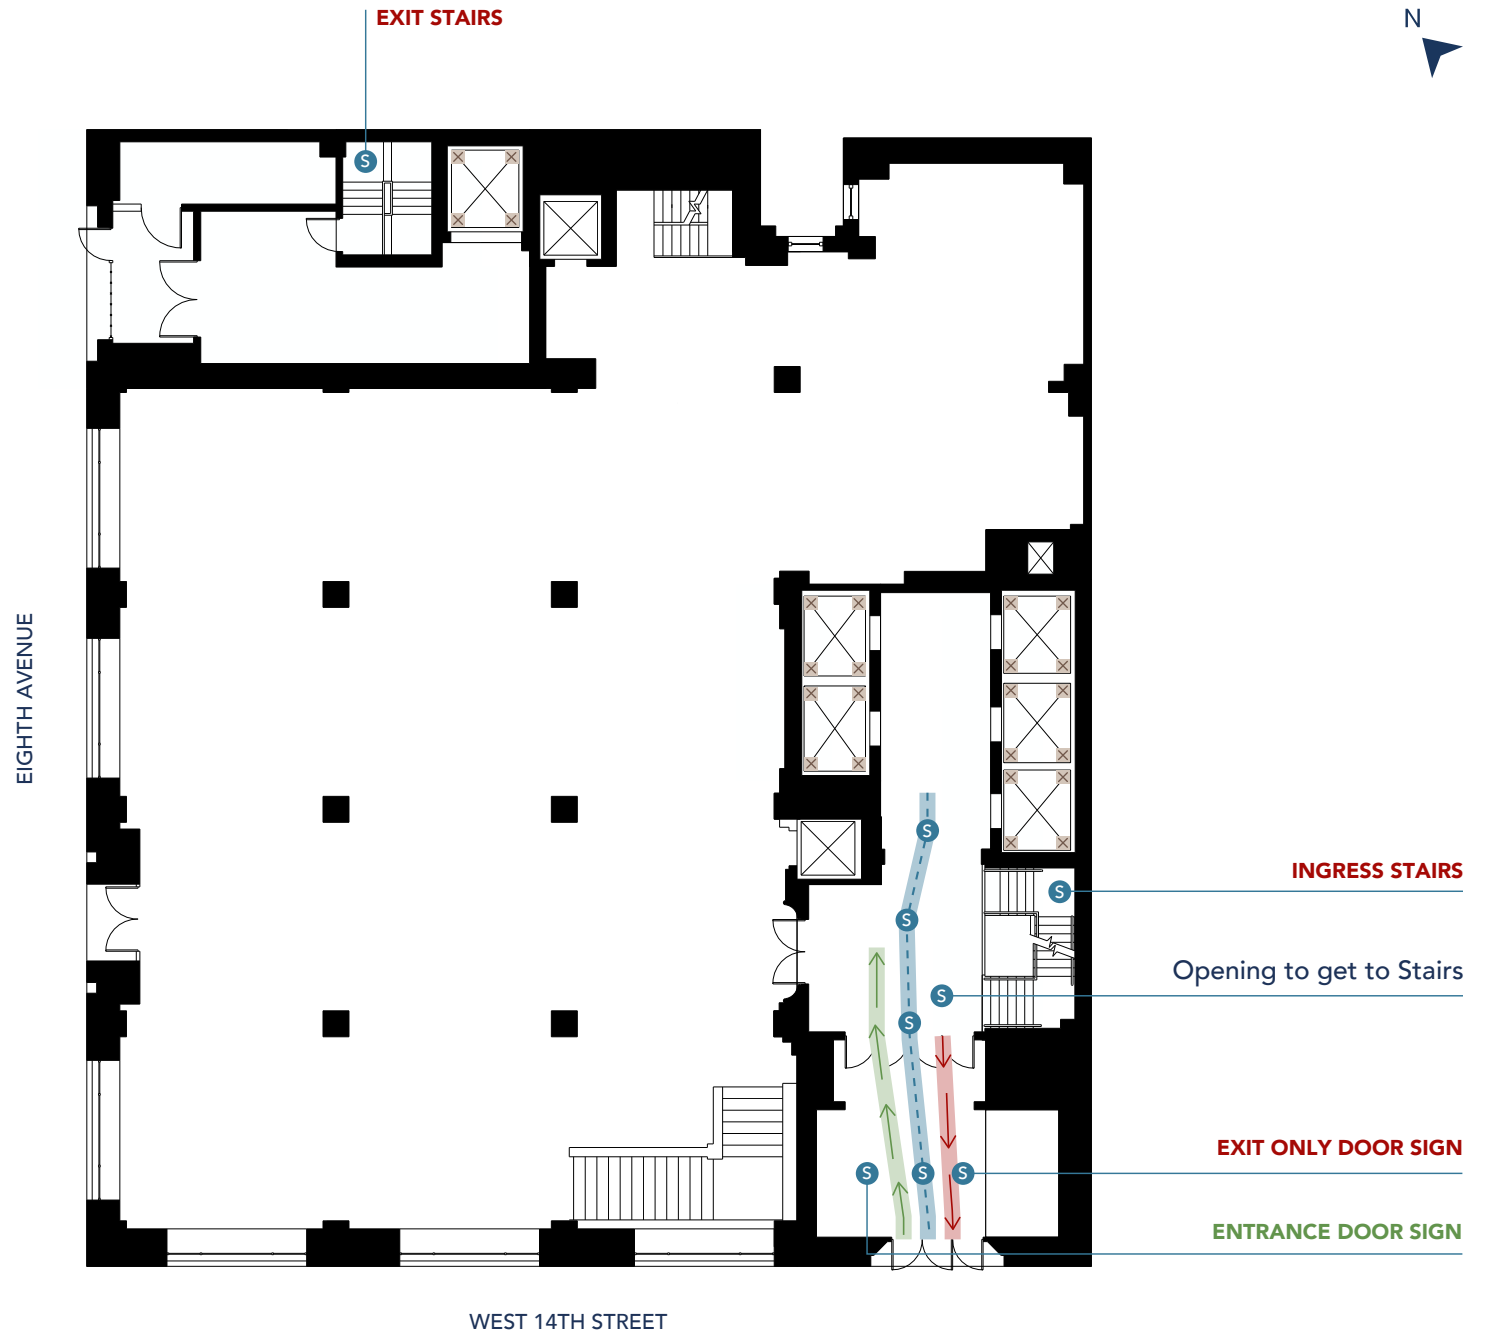 EXIT STAIRS
N
S
EIGHTH AVENUE
S
INGRESS STAIRS
S
S
Opening to get to Stairs
S
S
EXIT ONLY DOOR SIGN
S
S
S
ENTRANCE DOOR SIGN
WEST 14TH STREET